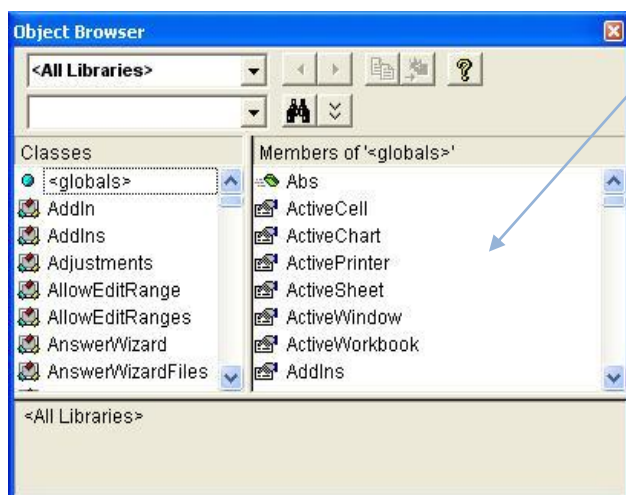 Object Browser
<All Libraries>
Classes
Members of '<globals>'
<globals>
Abs
AddIn
ActiveCell
AddIns
ActiveChart
Adjustments
ActivePrinter
AllowEditRange
ActiveSheet
AllowEditRanges
ActiveWindow
AnswerWizard
ActiveWorkbook
AnswerWizardFiles
AddIns
<All Libraries>